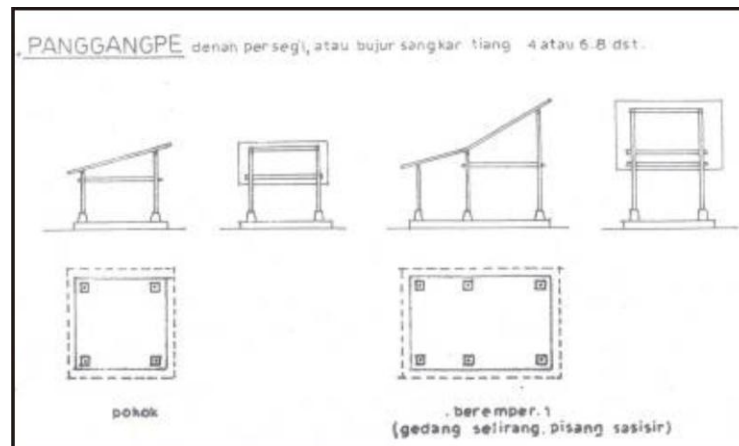 . PANGGANGPE denah persegi, atau bujur sangkar tiang 4 atau 6.8 dst.
pokok
. beremper. 1
(gedang selirang. pisang sasisir)